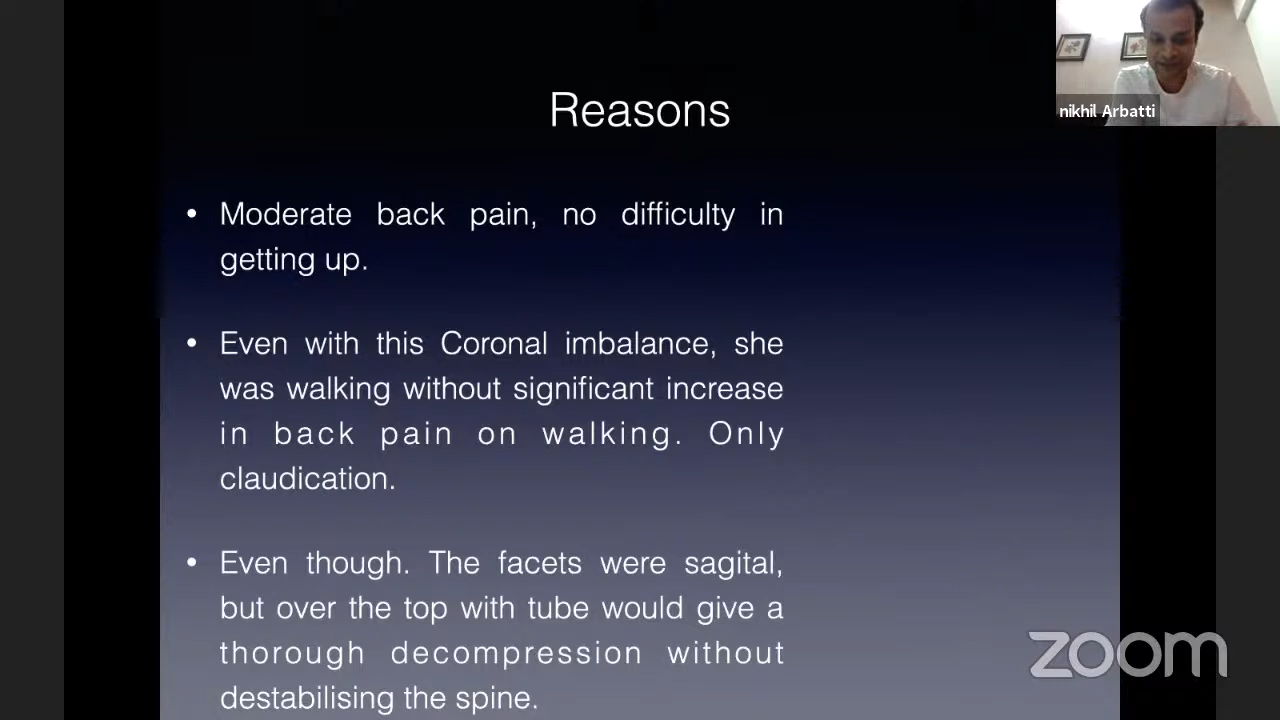 Reasons
nikhil Arbatti
• Moderate back pain, no difficulty in
getting up.
• Even with this Coronal imbalance, she
was walking without significant increase
in back pain on walking. Only
claudication.
• Even though. The facets were sagital,
but over the top with tube would give a
thorough decompression without
destabilising the spine.
zoom